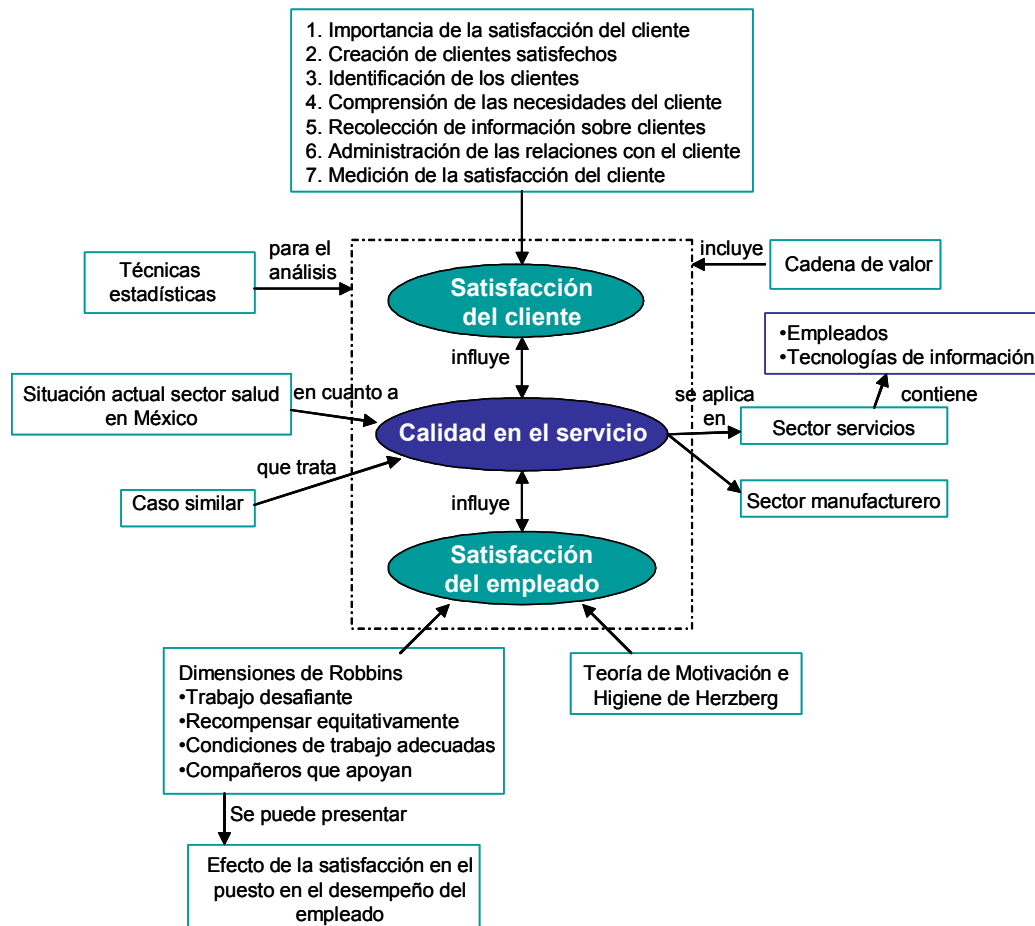 1. Importancia de la satisfacción del cliente
2. Creación de clientes satisfechos
3. Identificación de los clientes
4. Comprensión de las necesidades del cliente
5. Recolección de información sobre clientes
6. Administración de las relaciones con el cliente
7. Medición de la satisfacción del cliente
Técnicas
estadísticas
para el
análisis
incluye
Cadena de valor
Satisfacción
del cliente
•Empleados
•Tecnologías de información
influye
Situación actual sector salud
en México
en cuanto a
Calidad en el servicio
se aplica
en
contiene
Sector servicios
que trata
Caso similar
influye
Sector manufacturero
Satisfacción
del empleado
Dimensiones de Robbins
•Trabajo desafiante
•Recompensar equitativamente
•Condiciones de trabajo adecuadas
•Compañeros que apoyan
Teoría de Motivación e
Higiene de Herzberg
Se puede presentar
Efecto de la satisfacción en el
puesto en el desempeño del
empleado